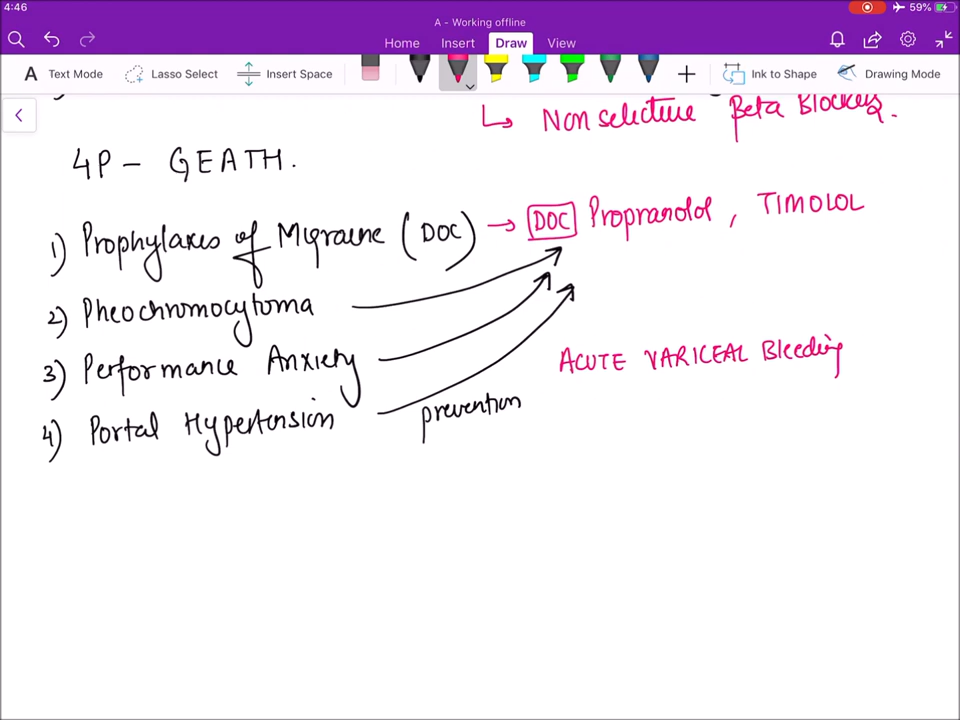 4:46
59%
A - Working offline
Home Insert Draw View
A Text Mode Lasso Select Insert Space Ink to Shape Drawing Mode
Non selective Beta Blockers.
4P - GEATH.
1) Prophylaxes of Migraine (DOC) → DOC Propranolol, TIMOLOL
2) Pheochromocytoma
3) Performance Anxiety
ACUTE VARICEAL Bleeding
4) Portal Hypertension prevention